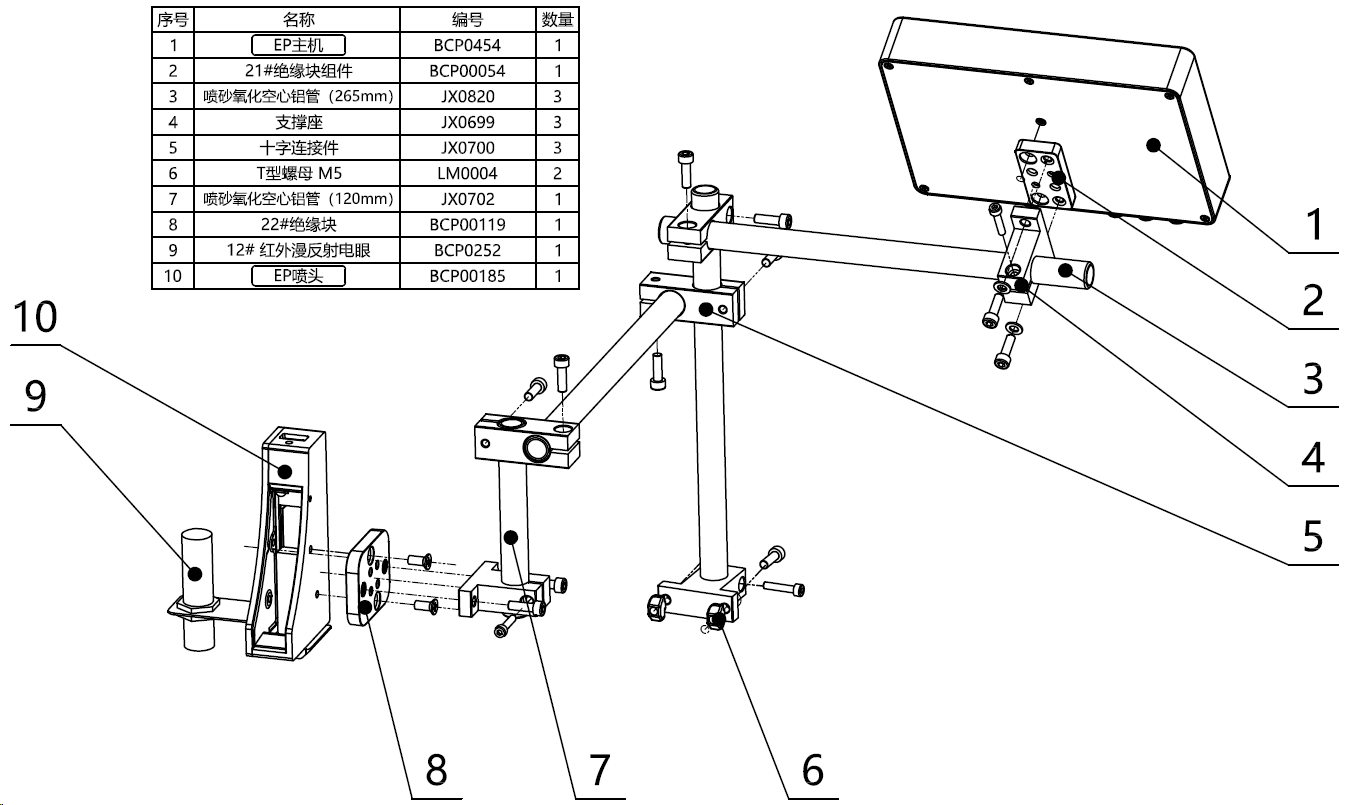 序号 名称 编号 数量
1 EP主机 BCP0454 1
2 21#绝缘块组件 BCP00054 1
3 喷砂氧化空心铝管（265mm） JX0820 3
4 支撑座 JX0699 3
5 十字连接件 JX0700 3
6 T型螺母 M5 LM0004 2
7 喷砂氧化空心铝管（120mm） JX0702 1
8 22#绝缘块 BCP00119 1
9 12# 红外漫反射电眼 BCP0252 1
10 EP喷头 BCP00185 1
1
2
3
4
5
6
7
8
9
10